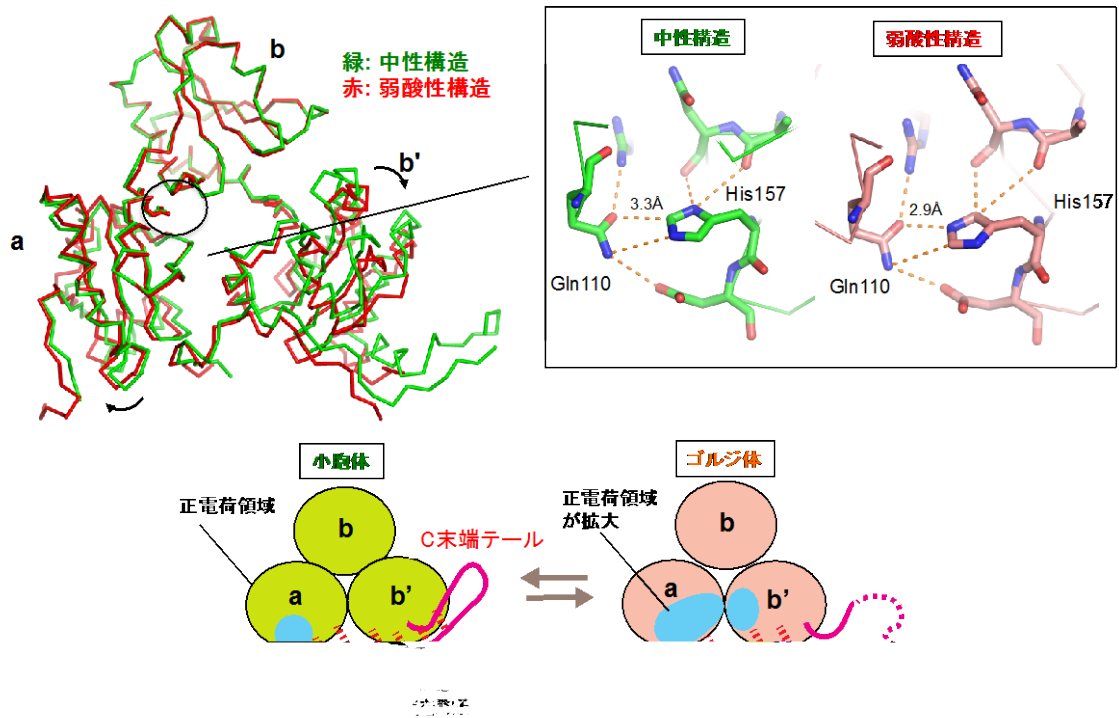 b
緑: 中性構造
赤: 弱酸性構造
b'
a
中性構造
弱酸性構造
His157
3.3Å
Gln110
His157
2.9Å
Gln110
小胞体
ゴルジ体
正電荷領域
b
C末端テール
a
b’
正電荷領域
が拡大
b
a
b’